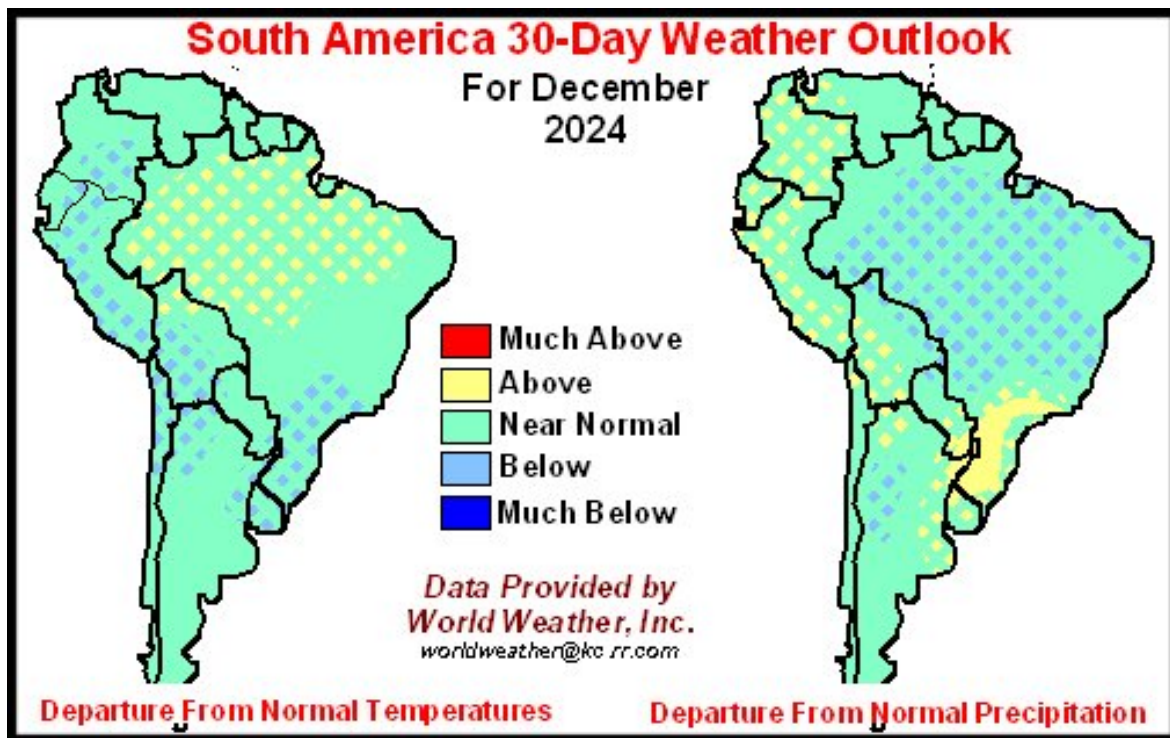 South America 30-Day Weather Outlook
For December
2024
Much Above
Above
Near Normal
Below
Much Below
Data Provided by
World Weather, Inc.
worldweather@kc.rr.com
Departure From Normal Temperatures
Departure From Normal Precipitation